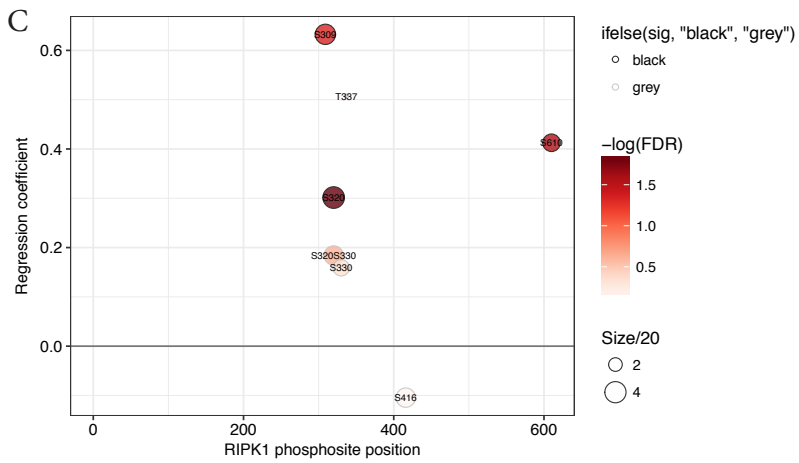 C
S309
T337
S610
S320
S320S330
S330
S416
0.6
0.4
0.2
0.0
Regression coefficient
0
200
400
600
RIPK1 phosphosite position
ifelse(sig, "black", "grey")
black
grey
−log(FDR)
1.5
1.0
0.5
Size/20
2
4